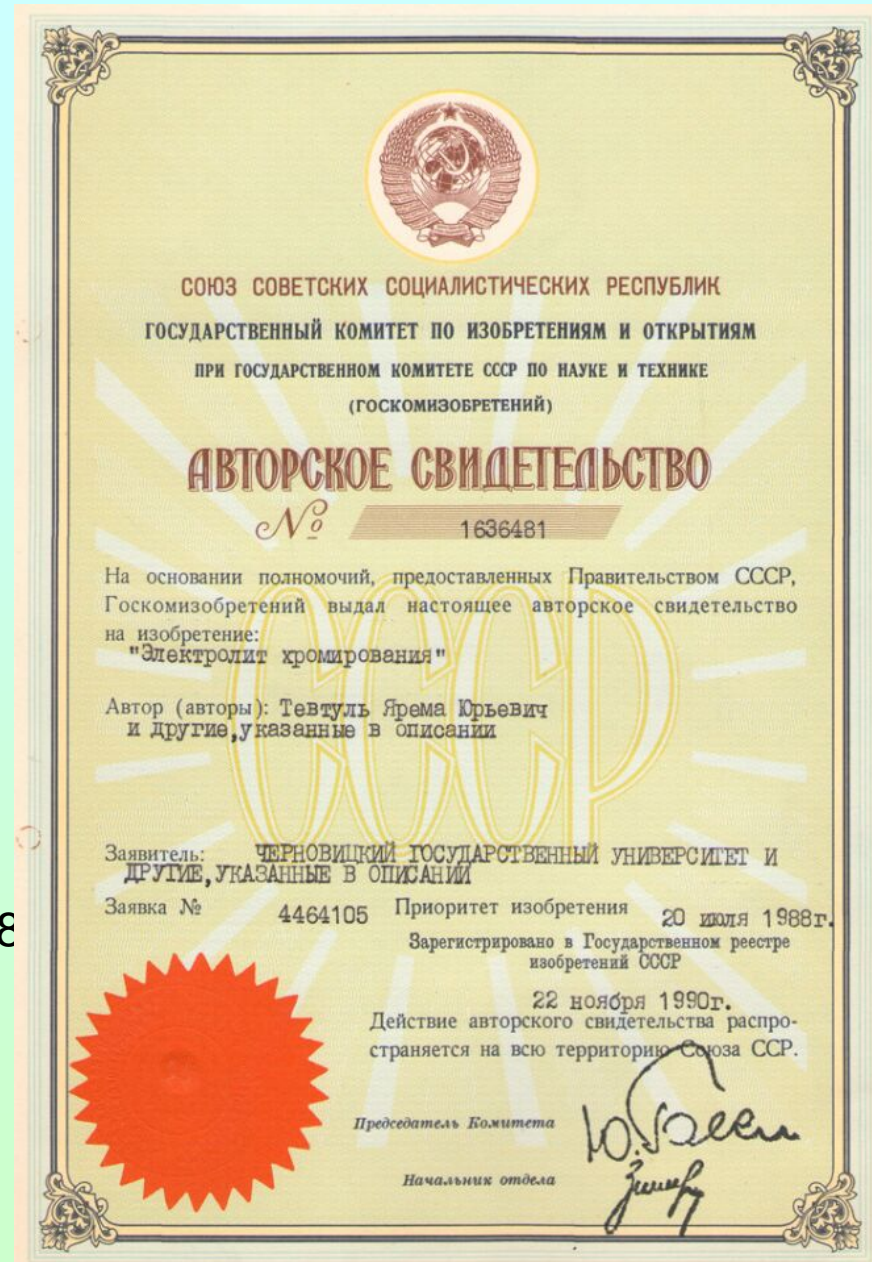 СОЮЗ СОВЕТСКИХ СОЦИАЛИСТИЧЕСКИХ РЕСПУБЛИК
ГОСУДАРСТВЕННЫЙ КОМИТЕТ ПО ИЗОБРЕТЕНИЯМ И ОТКРЫТИЯМ
ПРИ ГОСУДАРСТВЕННОМ КОМИТЕТЕ СССР ПО НАУКЕ И ТЕХНИКЕ
(ГОСКОМИЗОБРЕТЕНИЙ)
АВТОРСКОЕ СВИДЕТЕЛЬСТВО
№ 1636481
СССР
На основании полномочий, предоставленных Правительством СССР,
Госкомизобретений выдал настоящее авторское свидетельство
на изобретение:
"Электролит хромирования"
Автор (авторы): Тевтуль Ярема Юрьевич
и другие,указанные в описании
Заявитель: ЧЕРНОВИЦКИЙ ГОСУДАРСТВЕННЫЙ УНИВЕРСИТЕТ И
ДРУГИЕ,УКАЗАННЫЕ В ОПИСАНИИ
Заявка № 4464105 Приоритет изобретения 20 июля 1988г.
8
Зарегистрировано в Государственном реестре
изобретений СССР
22 ноября 1990г.
Действие авторского свидетельства распро-
страняется на всю территорию Союза ССР.
Председатель Комитета
Начальник отдела